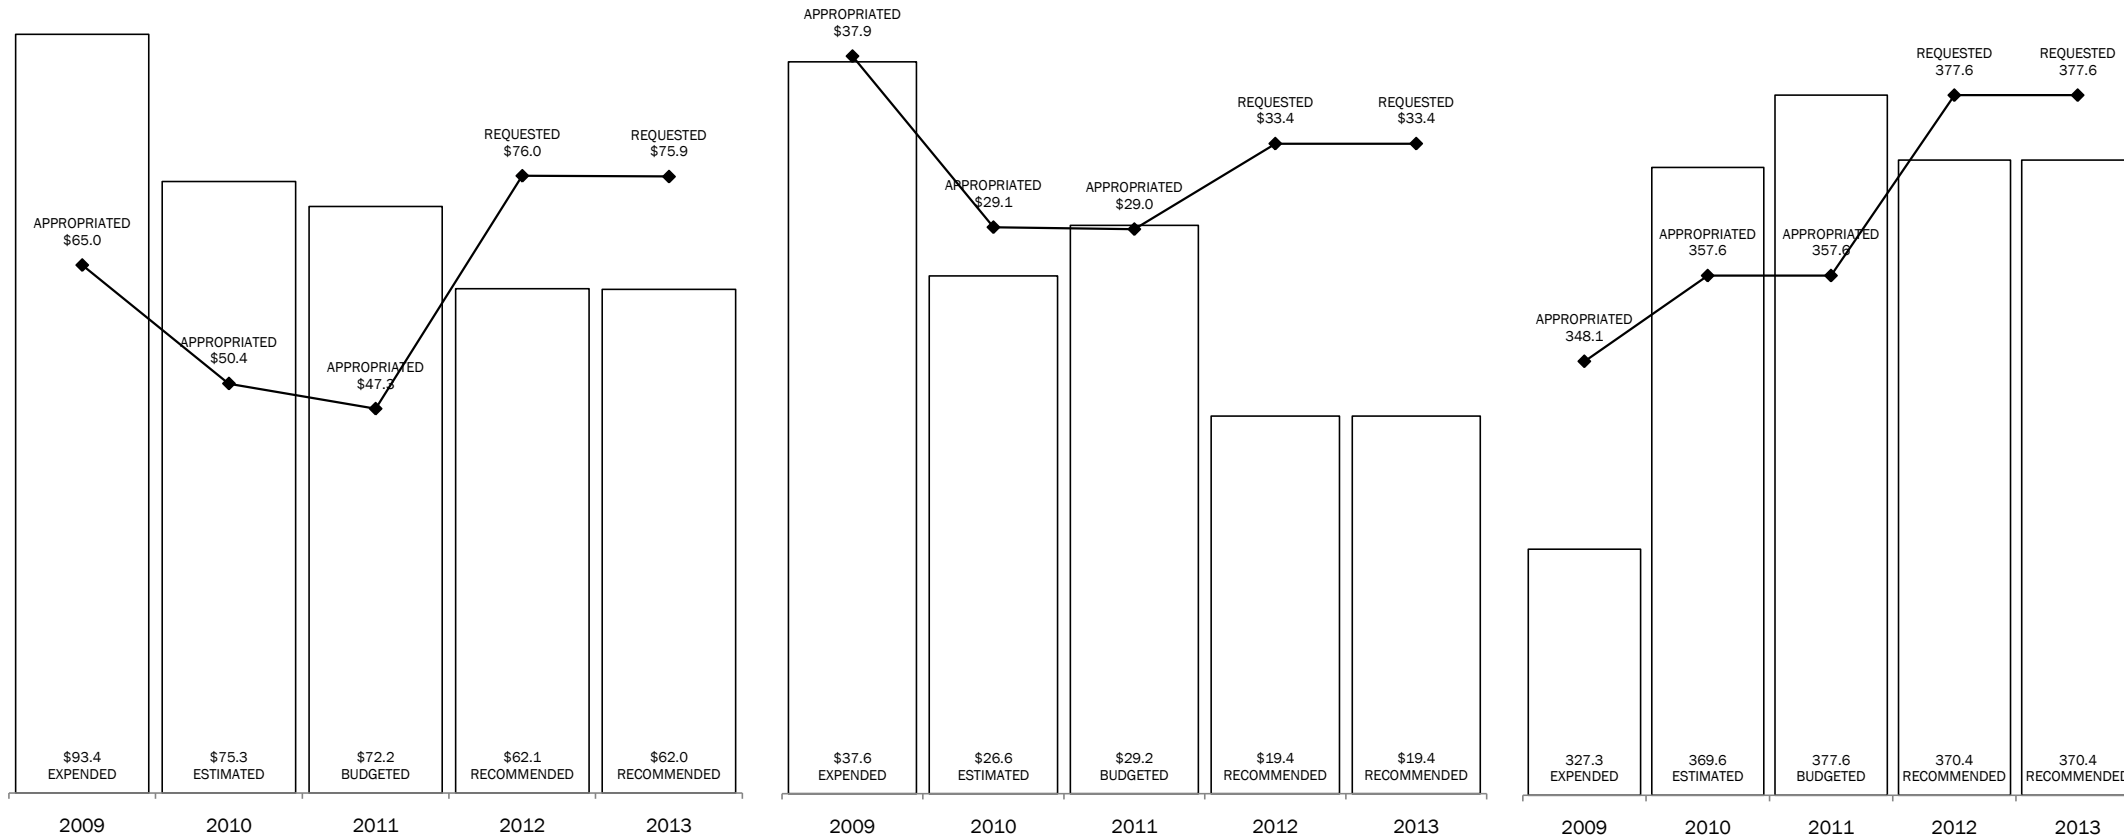 APPROPRIATED
$65.0
APPROPRIATED
$50.4
APPROPRIATED
$47.3
REQUESTED
$76.0
REQUESTED
$75.9
$93.4
EXPENDED
$75.3
ESTIMATED
$72.2
BUDGETED
$62.1
RECOMMENDED
$62.0
RECOMMENDED
2009
2010
2011
2012
2013
APPROPRIATED
$37.9
APPROPRIATED
$29.1
APPROPRIATED
$29.0
REQUESTED
$33.4
REQUESTED
$33.4
$37.6
EXPENDED
$26.6
ESTIMATED
$29.2
BUDGETED
$19.4
RECOMMENDED
$19.4
RECOMMENDED
2009
2010
2011
2012
2013
APPROPRIATED
348.1
APPROPRIATED
357.6
APPROPRIATED
357.6
REQUESTED
377.6
REQUESTED
377.6
327.3
EXPENDED
369.6
ESTIMATED
377.6
BUDGETED
370.4
RECOMMENDED
370.4
RECOMMENDED
2009
2010
2011
2012
2013